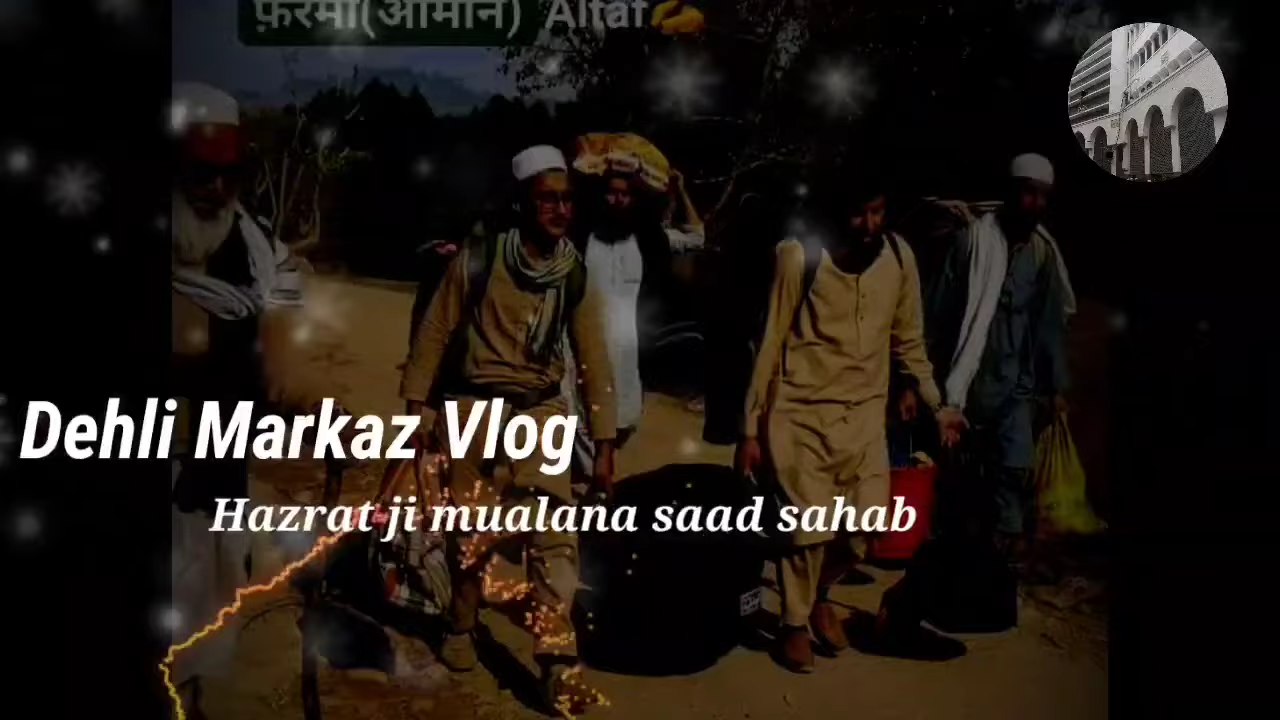 फ़रमा(आमीन) Altaf
Dehli Markaz Vlog
Hazrat ji mualana saad sahab